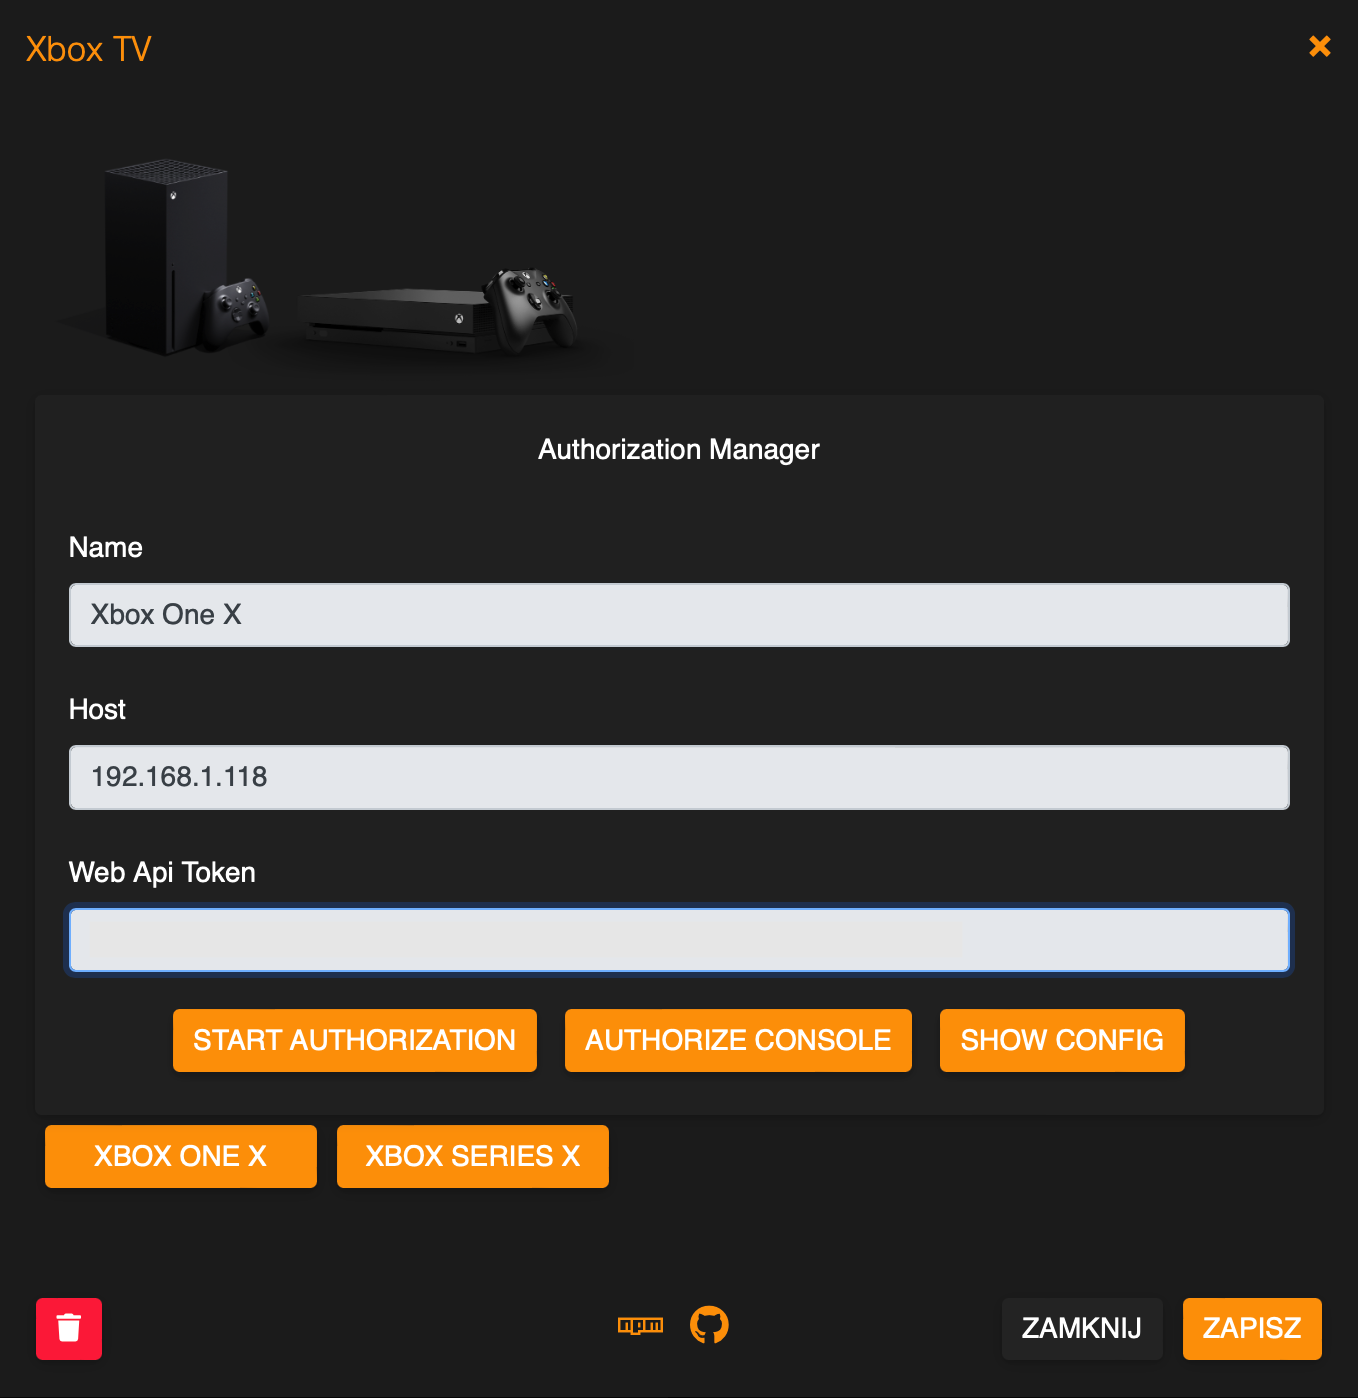 Xbox TV
Authorization Manager
Name
Xbox One X
Host
192.168.1.118
Web Api Token
START AUTHORIZATION
AUTHORIZE CONSOLE
SHOW CONFIG
XBOX ONE X
XBOX SERIES X
npm
ZAMKNIJ
ZAPISZ